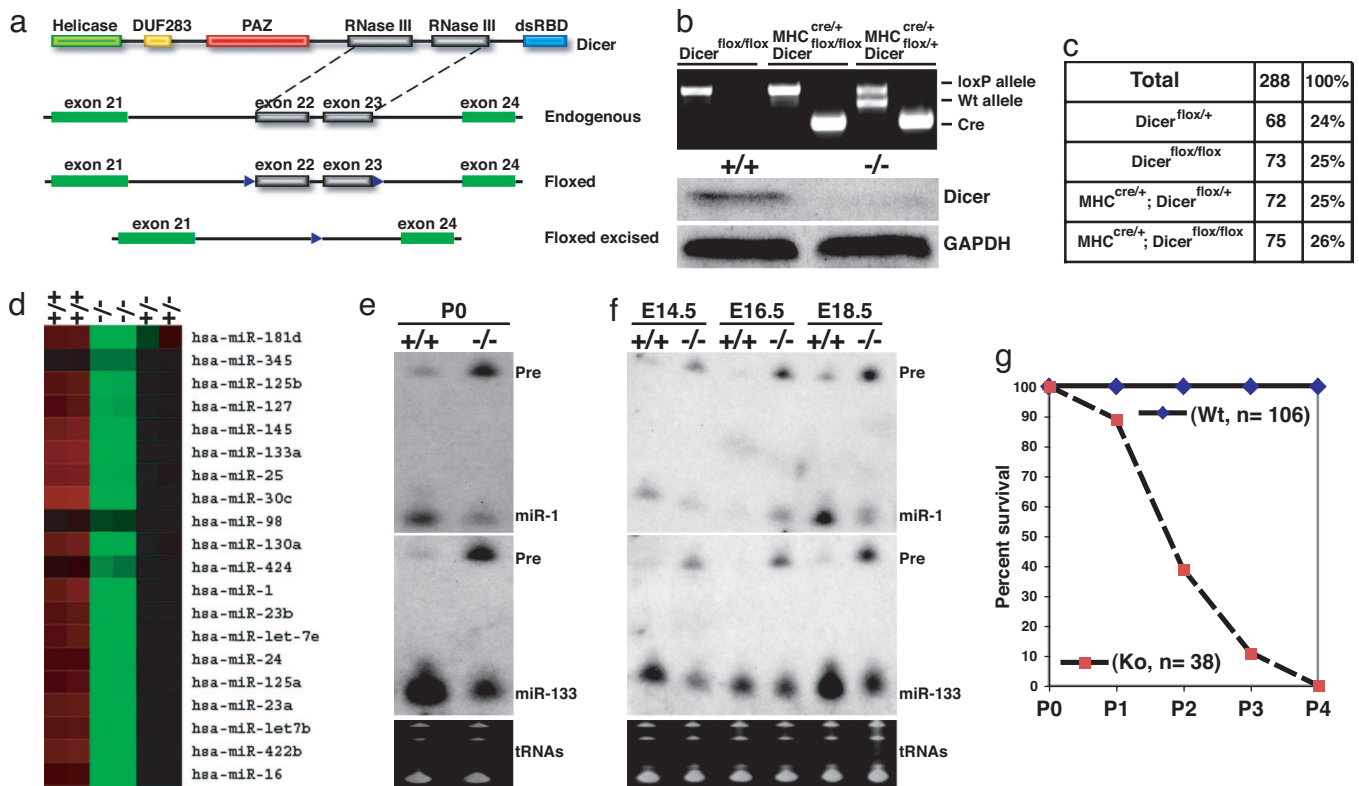 a
Helicase DUF283 PAZ RNase III RNase III dsRBD
Dicer
exon 21 exon 22 exon 23 exon 24
Endogenous
exon 21 exon 22 exon 23 exon 24
Floxed
exon 21 exon 24
Floxed excised
b
Dicer flox/flox MHC cre/+ Dicer flox/flox MHC cre/+ Dicer flox/+
loxP allele
Wt allele
Cre
+/+ -/-
Dicer
GAPDH
c
Total 288 100%
Dicer flox/+ 68 24%
Dicer flox/flox 73 25%
MHC cre/+; Dicer flox/+ 72 25%
MHC cre/+; Dicer flox/flox 75 26%
d
+/+ +/+ -/- -/- +/- +/-
hsa-miR-181d
hsa-miR-345
hsa-miR-125b
hsa-miR-127
hsa-miR-145
hsa-miR-133a
hsa-miR-25
hsa-miR-30c
hsa-miR-98
hsa-miR-130a
hsa-miR-424
hsa-miR-1
hsa-miR-23b
hsa-miR-let-7e
hsa-miR-24
hsa-miR-125a
hsa-miR-23a
hsa-miR-let7b
hsa-miR-422b
hsa-miR-16
e
P0
+/+ -/-
Pre
miR-1
Pre
miR-133
tRNAs
f
E14.5 E16.5 E18.5
+/+ -/- +/+ -/- +/+ -/-
Pre
miR-1
Pre
miR-133
tRNAs
g
Percent survival
100
90
80
70
60
50
40
30
20
10
0
(Wt, n= 106)
(Ko, n= 38)
P0 P1 P2 P3 P4